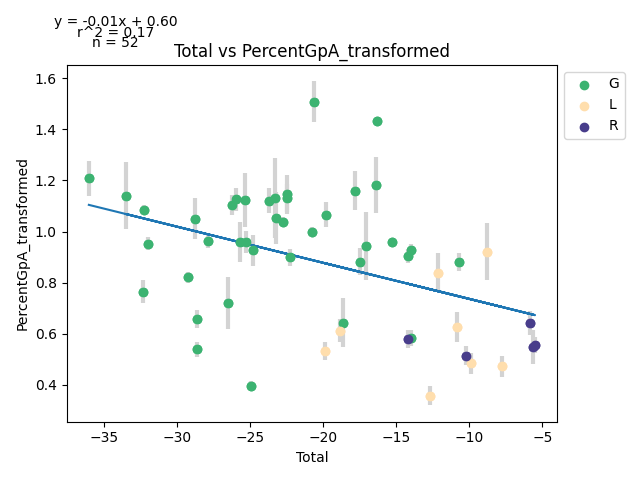 y = -0.01x + 0.60
r^2 = 0.17
n = 52
Total vs PercentGpA_transformed
G
L
R
PercentGpA_transformed
1.6
1.4
1.2
1.0
0.8
0.6
0.4
−35 −30 −25 −20 −15 −10 −5
Total